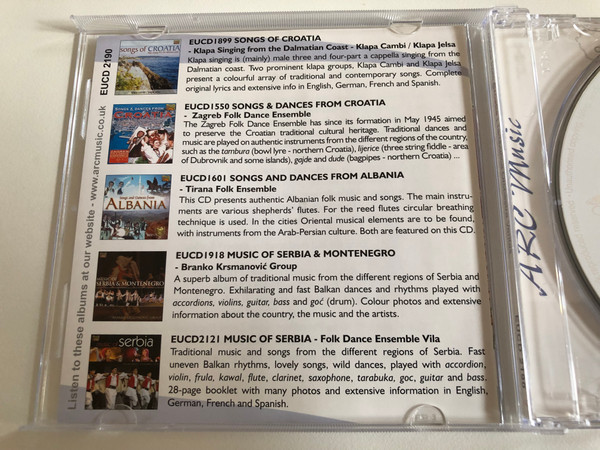 EUCD1899 SONGS OF CROATIA
- Klapa Singing from the Dalmatian Coast - Klapa Cambi / Klapa Jelsa
Klapa singing is (mainly) male three and four-part a cappella singing from the
Dalmatian coast. Two prominent klapa groups, Klapa Cambi and Klapa Jelsa
present a colourful array of traditional and contemporary songs. Complete
original lyrics and extensive info in English, German, French and Spanish.
EUCD1550 SONGS & DANCES FROM CROATIA
- Zagreb Folk Dance Ensemble
The Zagreb Folk Dance Ensemble has since its formation in May 1945 aimed
to preserve the Croatian traditional cultural heritage. Traditional dances and
music are played on authentic instruments from the different regions of the country,
such as the tambura (bowl lyre - northern Croatia), lijerice (three string fiddle - area
of Dubrovnik and some islands), gajde and dude (bagpipes - northern Croatia) ...
EUCD1601 SONGS AND DANCES FROM ALBANIA
- Tirana Folk Ensemble
This CD presents authentic Albanian folk music and songs. The main instru-
ments are various shepherds' flutes. For the reed flutes circular breathing
technique is used. In the cities Oriental musical elements are to be found,
with instruments from the Arab-Persian culture. Both are featured on this CD.
EUCD1918 MUSIC OF SERBIA & MONTENEGRO
- Branko Krsmanović Group
A superb album of traditional music from the different regions of Serbia and
Montenegro. Exhilarating and fast Balkan dances and rhythms played with
accordions, violins, guitar, bass and goč (drum). Colour photos and extensive
information about the country, the music and the artists.
EUCD2121 MUSIC OF SERBIA - Folk Dance Ensemble Vila
Traditional music and songs from the different regions of Serbia. Fast
uneven Balkan rhythms, lovely songs, wild dances, played with accordion,
violin, frula, kawal, flute, clarinet, saxophone, tarabuka, goc, guitar and bass.
28-page booklet with many photos and extensive information in English,
German, French and Spanish.
Listen to these albums at our website - www.arcmusic.co.uk
EUCD 2190
songs of CROATIA
SONGS & DANCES FROM
CROATIA
Songs and Dances from
ALBANIA
SERBIA & MONTENEGRO
serbia
ARC Music